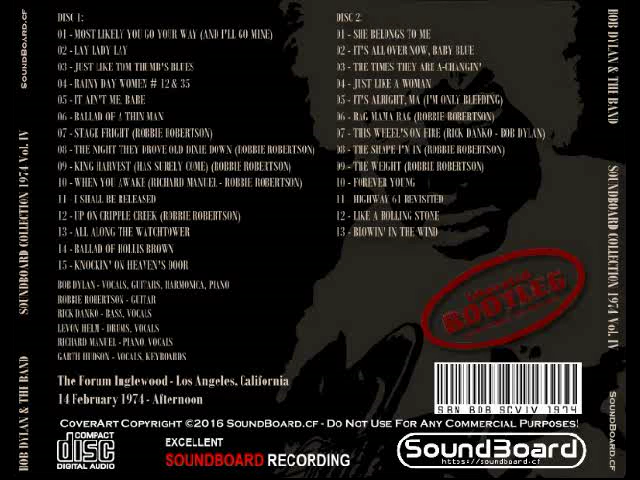 DISC 1:
01 - MOST LIKELY YOU GO YOUR WAY (AND I'LL GO MINE)
02 - LAY LADY LAY
03 - JUST LIKE TOM THUMB'S BLUES
04 - RAINY DAY WOMEN # 12 & 35
05 - IT AIN'T ME, BABE
06 - BALLAD OF A THIN MAN
07 - STAGE FRIGHT (ROBBIE ROBERTSON)
08 - THE NIGHT THEY DROVE OLD DIXIE DOWN (ROBBIE ROBERTSON)
09 - KING HARVEST (HAS SURELY COME) (ROBBIE ROBERTSON)
10 - WHEN YOU AWAKE (RICHARD MANUEL - ROBBIE ROBERTSON)
11 - I SHALL BE RELEASED
12 - UP ON CRIPPLE CREEK (ROBBIE ROBERTSON)
13 - ALL ALONG THE WATCHTOWER
14 - BALLAD OF HOLLIS BROWN
15 - KNOCKIN' ON HEAVEN'S DOOR
BOB DYLAN - VOCALS, GUITARS, HARMONICA, PIANO
ROBBIE ROBERTSON - GUITAR
RICK DANKO - BASS, VOCALS
LEVON HELM - DRUMS, VOCALS
RICHARD MANUEL - PIANO, VOCALS
GARTH HUDSON - VOCALS, KEYBOARDS
The Forum Inglewood - Los Angeles, California
14 February 1974 - Afternoon
DISC 2:
01 - SHE BELONGS TO ME
02 - IT'S ALL OVER NOW, BABY BLUE
03 - THE TIMES THEY ARE A-CHANGIN'
04 - JUST LIKE A WOMAN
05 - IT'S ALRIGHT, MA (I'M ONLY BLEEDING)
06 - RAG MAMA RAG (ROBBIE ROBERTSON)
07 - THIS WEEEL'S ON FIRE (RICK DANKO - BOB DYLAN)
08 - THE SHAPE I'M IN (ROBBIE ROBERTSON)
09 - THE WEIGHT (ROBBIE ROBERTSON)
10 - FOREVER YOUNG
11 HIGHWAY 61 REVISITED
12 - LIKE A ROLLING STONE
13 - BLOWIN' IN THE WIND
BOOTLEG
SBN BOB SCVIV 1974
CoverArt Copyright ©2016 SoundBoard.cf - Do Not Use For Any Commercial Purposes!
COMPACT
disc
DIGITAL AUDIO
EXCELLENT
SOUNDBOARD RECORDING
SoundBoard
https://soundboard.cf
SoundBoard.cf
SOUNDBOARD COLLECTION 1974 Vol. IV
BOB DYLAN & THE BAND
BOB DYLAN & THE BAND
SOUNDBOARD COLLECTION 1974 Vol. IV
SoundBoard.cf